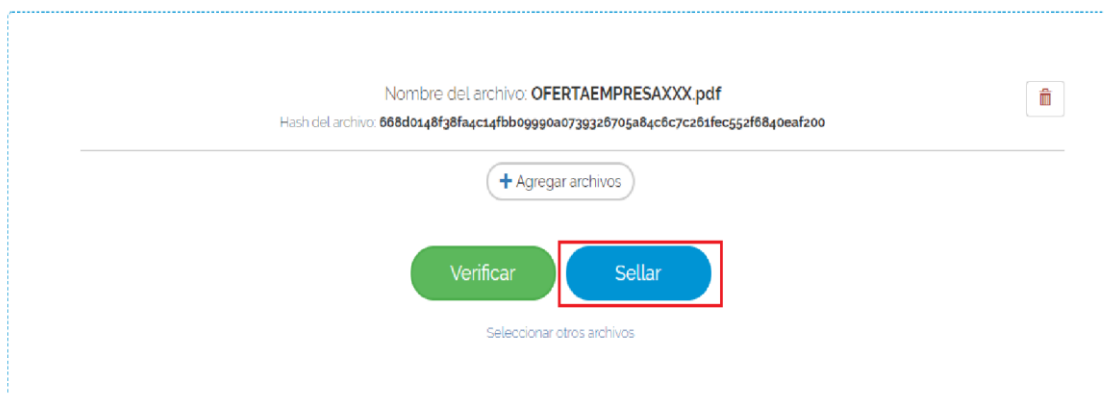 Nombre del archivo: OFERTAEMPRESAXXX.pdf
Hash del archivo: 668d0148f38fa4c14fbb09990a0739326705a84c6c7c261fec552f6840eaf200
+ Agregar archivos
Verificar Sellar
Seleccionar otros archivos